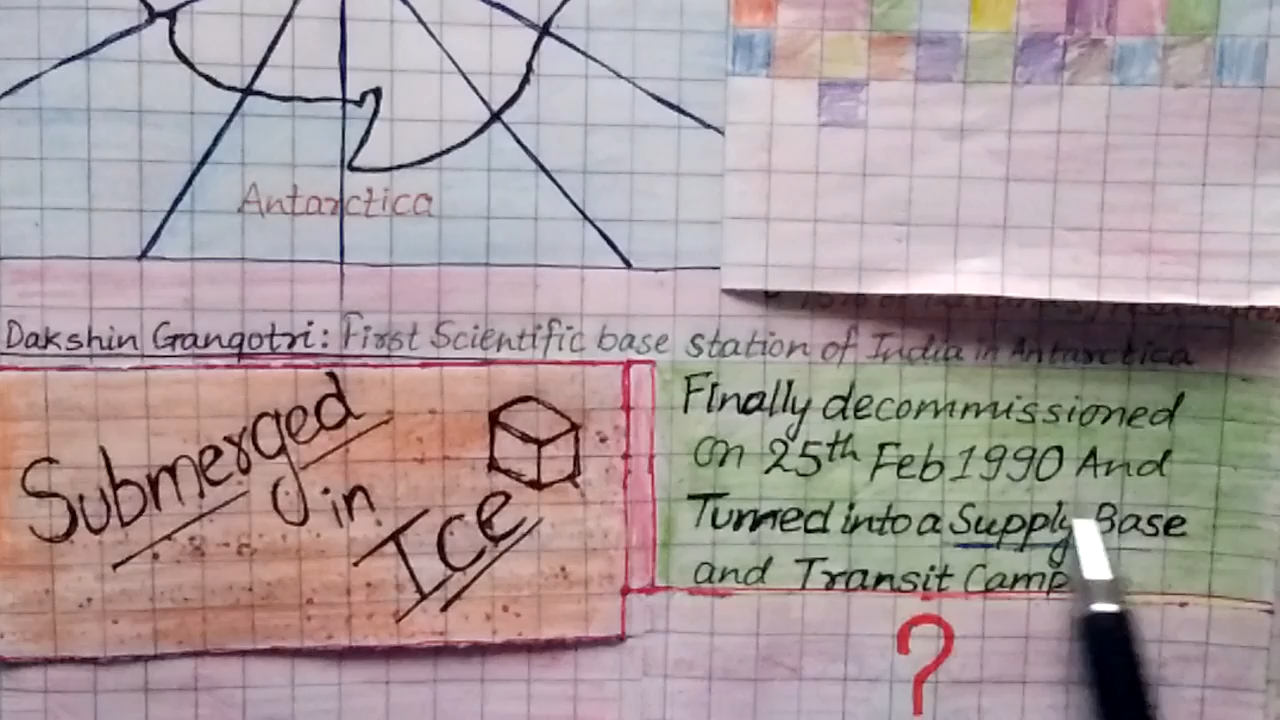 Antarctica
Dakshin Gangotri: First Scientific base station of India in Antarctica
Submerged
in
Ice
Finally decommissioned
on 25th Feb 1990 And
Turned into a Supply Base
and Transit Camp
?